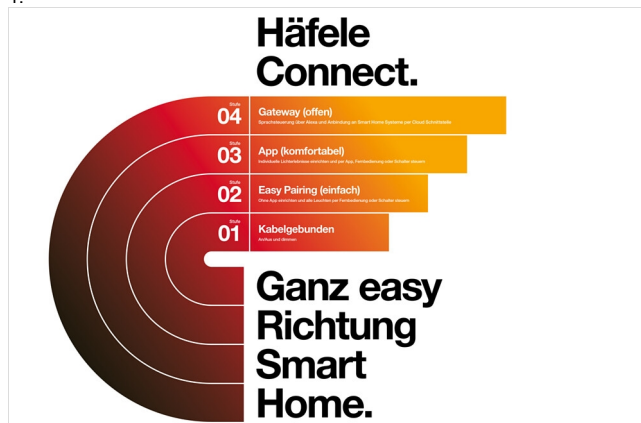 Häfele
Connect.
Stufe
04
Gateway (offen)
Sprachsteuerung über Alexa und Anbindung an Smart Home Systeme per Cloud Schnittstelle
Stufe
03
App (komfortabel)
Individuelle Lichterlebnisse einrichten und per App, Fernbedienung oder Schalter steuern
Stufe
02
Easy Pairing (einfach)
Ohne App einrichten und alle Leuchten per Fernbedienung oder Schalter steuern
Stufe
01
Kabelgebunden
An/Aus und dimmen
Ganz easy
Richtung
Smart
Home.